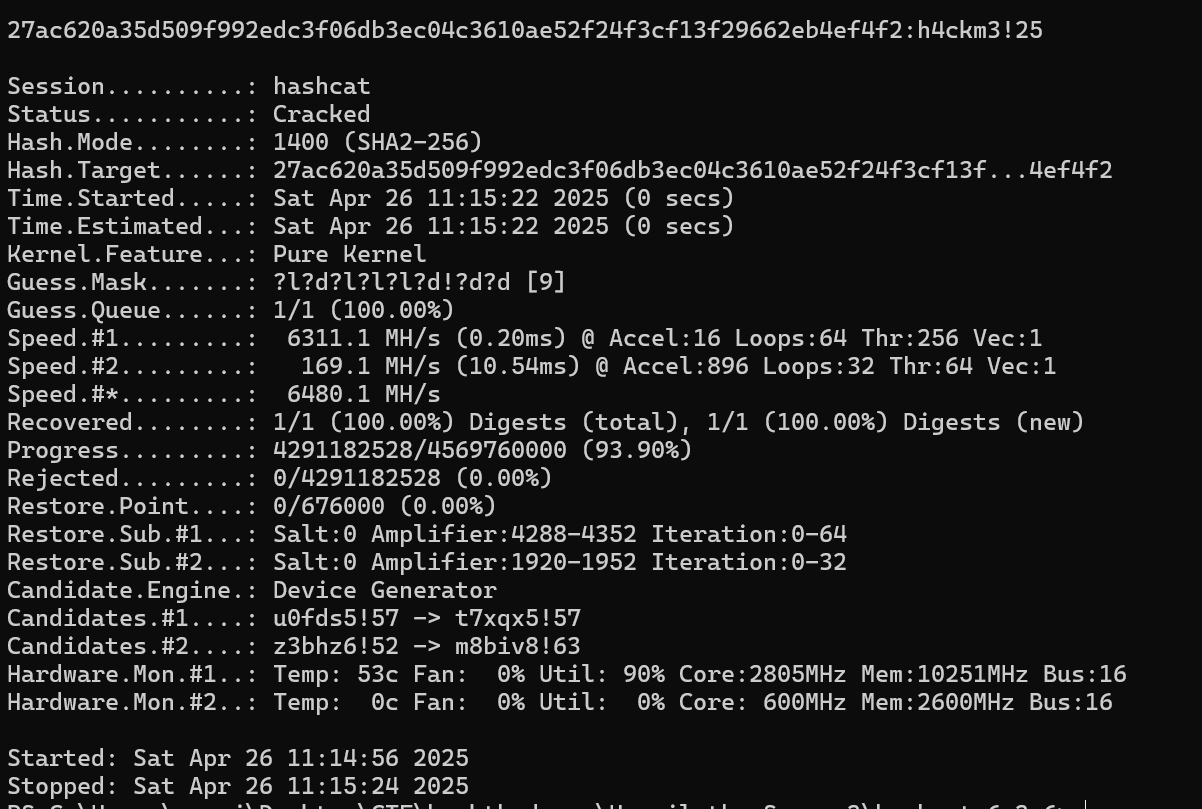 27ac620a35d509f992edc3f06db3ec04c3610ae52f24f3cf13f29662eb4ef4f2:h4ckm3!25
Session..........: hashcat
Status...........: Cracked
Hash.Mode........: 1400 (SHA2-256)
Hash.Target......: 27ac620a35d509f992edc3f06db3ec04c3610ae52f24f3cf13f...4ef4f2
Time.Started.....: Sat Apr 26 11:15:22 2025 (0 secs)
Time.Estimated...: Sat Apr 26 11:15:22 2025 (0 secs)
Kernel.Feature...: Pure Kernel
Guess.Mask.......: ?l?d?l?l?l?d!?d?d [9]
Guess.Queue......: 1/1 (100.00%)
Speed.#1.........:  6311.1 MH/s (0.20ms) @ Accel:16 Loops:64 Thr:256 Vec:1
Speed.#2.........:   169.1 MH/s (10.54ms) @ Accel:896 Loops:32 Thr:64 Vec:1
Speed.#*.........:  6480.1 MH/s
Recovered........: 1/1 (100.00%) Digests (total), 1/1 (100.00%) Digests (new)
Progress.........: 4291182528/4569760000 (93.90%)
Rejected.........: 0/4291182528 (0.00%)
Restore.Point....: 0/676000 (0.00%)
Restore.Sub.#1...: Salt:0 Amplifier:4288-4352 Iteration:0-64
Restore.Sub.#2...: Salt:0 Amplifier:1920-1952 Iteration:0-32
Candidate.Engine.: Device Generator
Candidates.#1....: u0fds5!57 -> t7xqx5!57
Candidates.#2....: z3bhz6!52 -> m8biv8!63
Hardware.Mon.#1..: Temp: 53c Fan:  0% Util: 90% Core:2805MHz Mem:10251MHz Bus:16
Hardware.Mon.#2..: Temp:  0c Fan:  0% Util:  0% Core: 600MHz Mem:2600MHz Bus:16
Started: Sat Apr 26 11:14:56 2025
Stopped: Sat Apr 26 11:15:24 2025